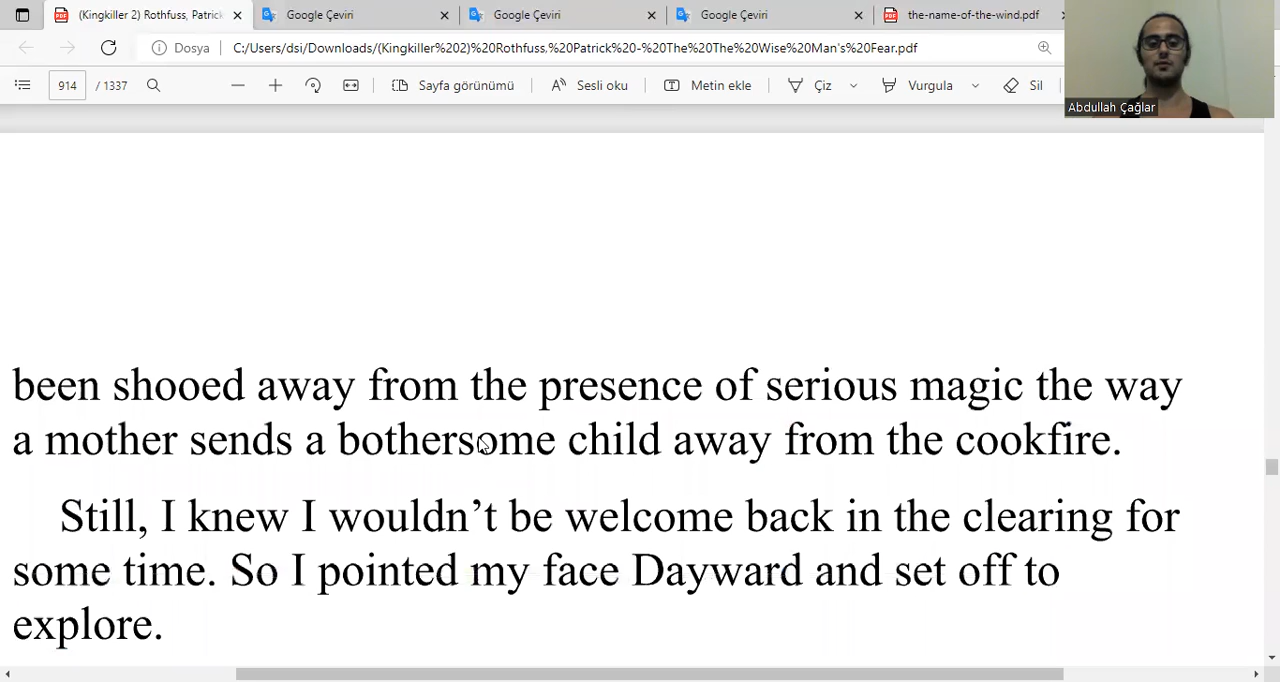 (Kingkiller 2) Rothfuss, Patrick
Google Çeviri
Google Çeviri
Google Çeviri
the-name-of-the-wind.pdf
Dosya
C:/Users/dsi/Downloads/(Kingkiller%202)%20Rothfuss,%20Patrick%20-%20The%20The%20Wise%20Man's%20Fear.pdf
914 / 1337
Sayfa görünümü
Sesli oku
Metin ekle
Çiz
Vurgula
Sil
Abdullah Çağlar
been shooed away from the presence of serious magic the way
a mother sends a bothersome child away from the cookfire.
Still, I knew I wouldn’t be welcome back in the clearing for
some time. So I pointed my face Dayward and set off to
explore.